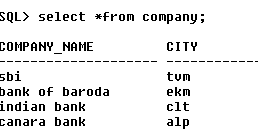 SQL> select *from company;
COMPANY_NAME CITY
-------------------- ------------
sbi tvm
bank of baroda ekm
indian bank clt
canara bank alp